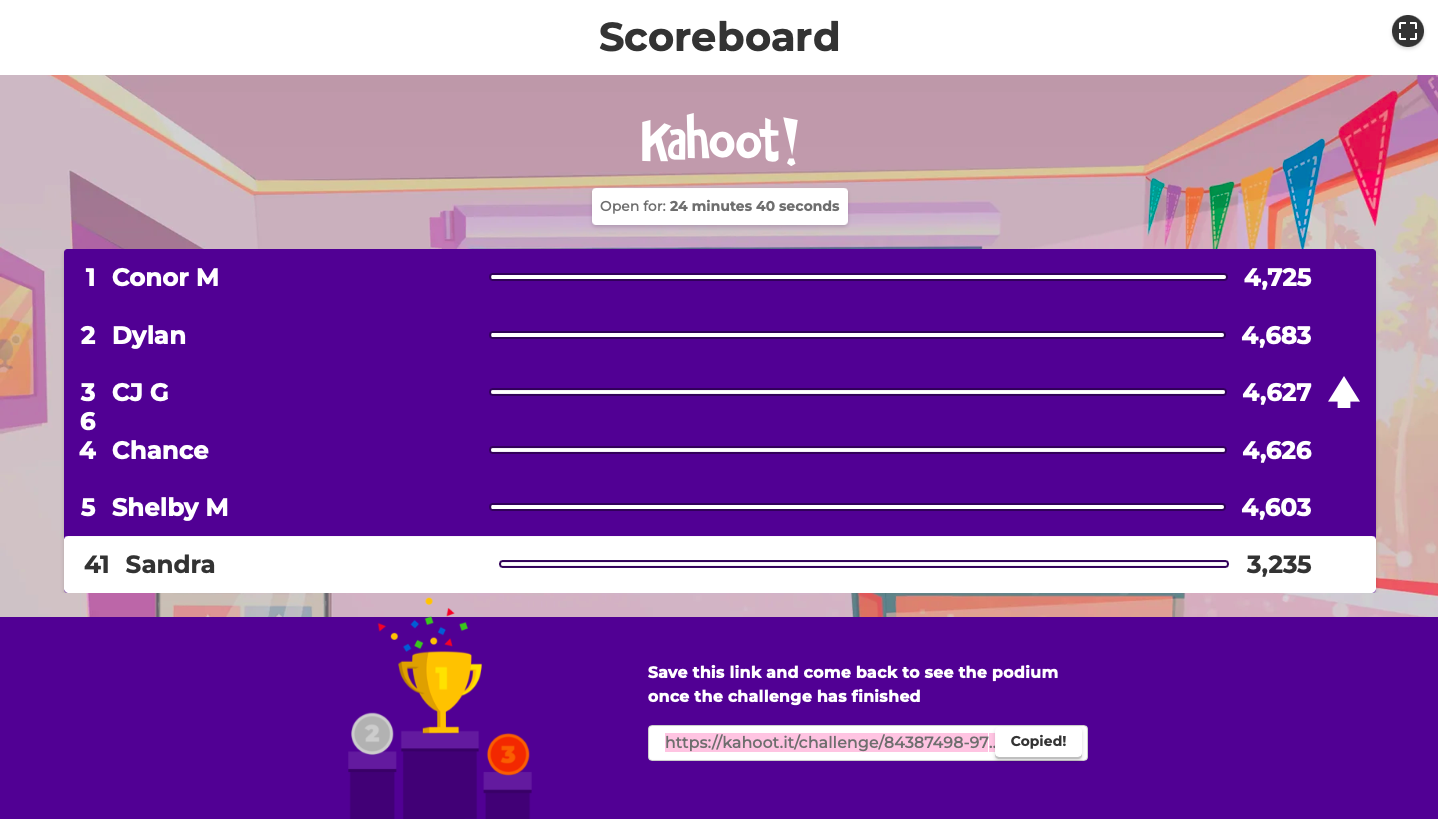 Scoreboard
Kahoot!
Open for: 24 minutes 40 seconds
1 Conor M 4,725
2 Dylan 4,683
3 CJ G 4,627
6
4 Chance 4,626
5 Shelby M 4,603
41 Sandra 3,235
1
2
3
Save this link and come back to see the podium
once the challenge has finished
https://kahoot.it/challenge/84387498-97... Copied!